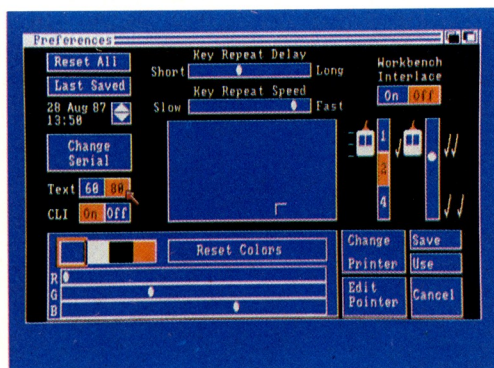 Preferences
Reset All
Last Saved
28 Aug 87
13:50
Change
Serial
Text 60 80
CLI On Off
Key Repeat Delay
Short Long
Key Repeat Speed
Slow Fast
Workbench
Interlace
On Off
1
2
4
Reset Colors
R
G
B
Change
Printer
Edit
Pointer
Save
Use
Cancel